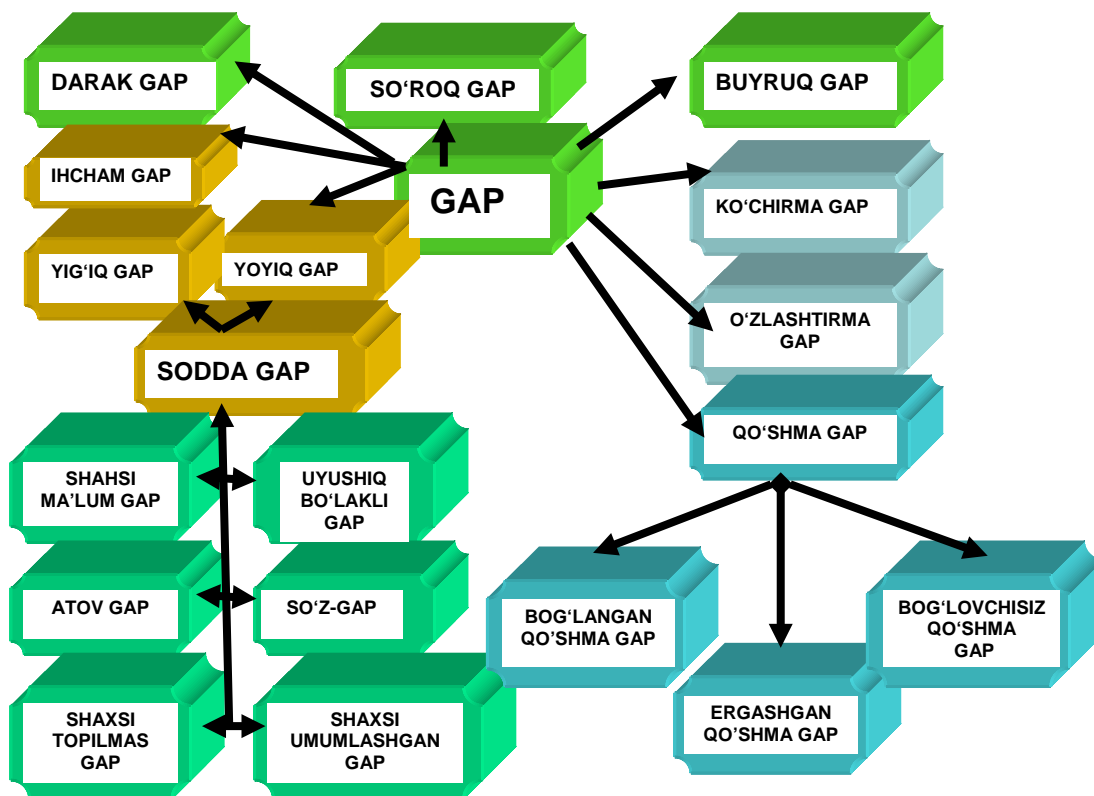 DARAK GAP
SO‘ROQ GAP
BUYRUQ GAP
IHCHAM GAP
GAP
KO‘CHIRMA GAP
YIG‘IQ GAP
YOYIQ GAP
O‘ZLASHTIRMA
GAP
SODDA GAP
QO‘SHMA GAP
SHAHSI
MA’LUM GAP
UYUSHIQ
BO‘LAKLI
GAP
ATOV GAP
SO‘Z-GAP
BOG‘LANGAN
QO’SHMA GAP
BOG‘LOVCHISIZ
QO‘SHMA
GAP
SHAXSI
TOPILMAS
GAP
SHAXSI
UMUMLASHGAN
GAP
ERGASHGAN
QO’SHMA GAP